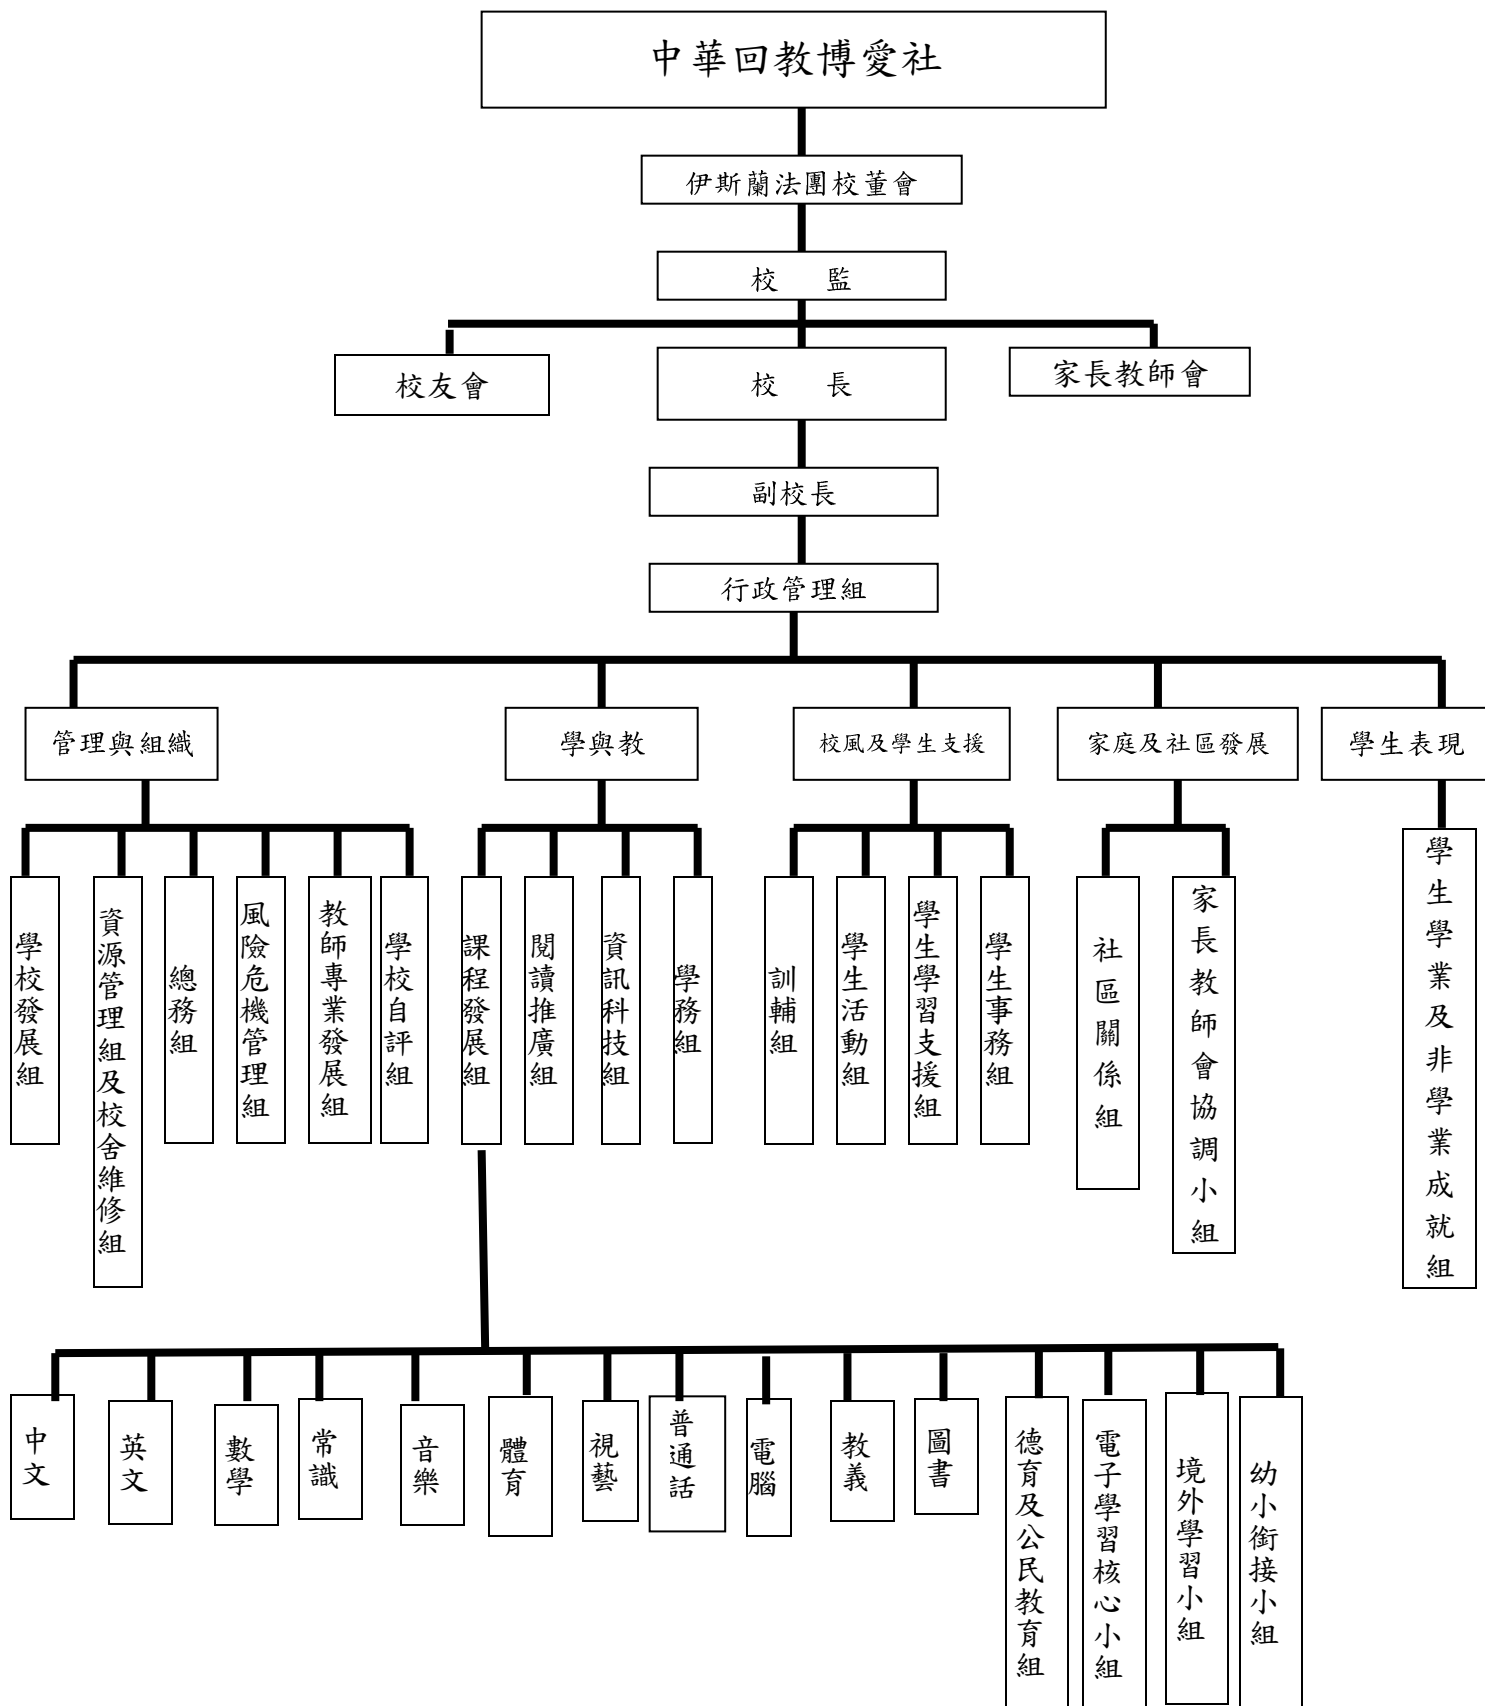 中華回教博愛社
伊斯蘭法團校董會
校 監
校友會
校 長
家長教師會
副校長
行政管理組
管理與組織
學與教
校風及學生支援
家庭及社區發展
學生表現
學校發展組
資源管理組及校舍維修組
總務組
風險危機管理組
教師專業發展組
學校自評組
課程發展組
閱讀推廣組
資訊科技組
學務組
訓輔組
學生活動組
學生學習支援組
學生事務組
社區關係組
家長教師會協調小組
學生學業及非學業成就組
中文
英文
數學
常識
音樂
體育
視藝
普通話
電腦
教義
圖書
德育及公民教育組
電子學習核心小組
境外學習小組
幼小銜接小組